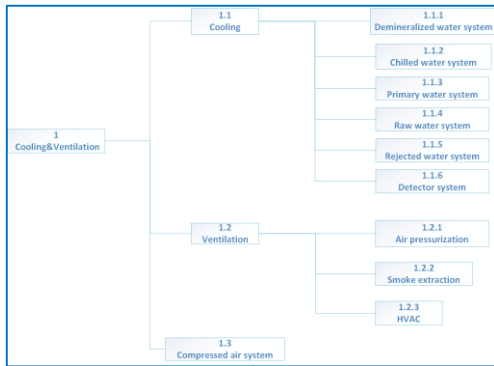 1
Cooling&Ventilation
1.1
Cooling
1.1.1
Demineralized water system
1.1.2
Chilled water system
1.1.3
Primary water system
1.1.4
Raw water system
1.1.5
Rejected water system
1.1.6
Detector system
1.2
Ventilation
1.2.1
Air pressurization
1.2.2
Smoke extraction
1.2.3
HVAC
1.3
Compressed air system